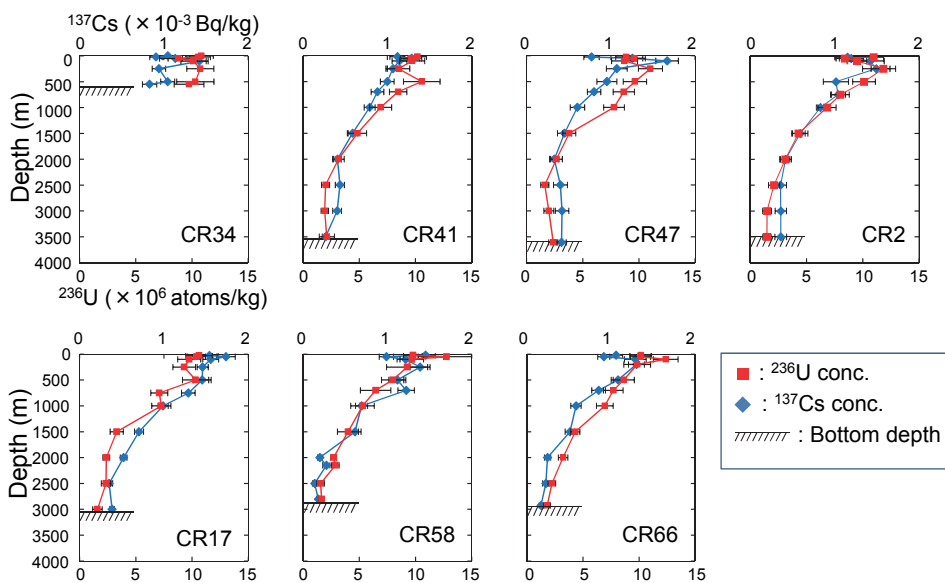 ¹³⁷Cs (×10⁻³ Bq/kg)
0 1 2 0 1 2 0 1 2 0 1 2
Depth (m)
0
500
1000
1500
2000
2500
3000
3500
4000
CR34 CR41 CR47 CR2
0 5 10 15 0 5 10 15 0 5 10 15 0 5 10 15
²³⁶U (×10⁶ atoms/kg)
0 1 2 0 1 2 0 1 2
Depth (m)
0
500
1000
1500
2000
2500
3000
3500
4000
CR17 CR58 CR66
0 5 10 15 0 5 10 15 0 5 10 15
: ²³⁶U conc.
: ¹³⁷Cs conc.
: Bottom depth